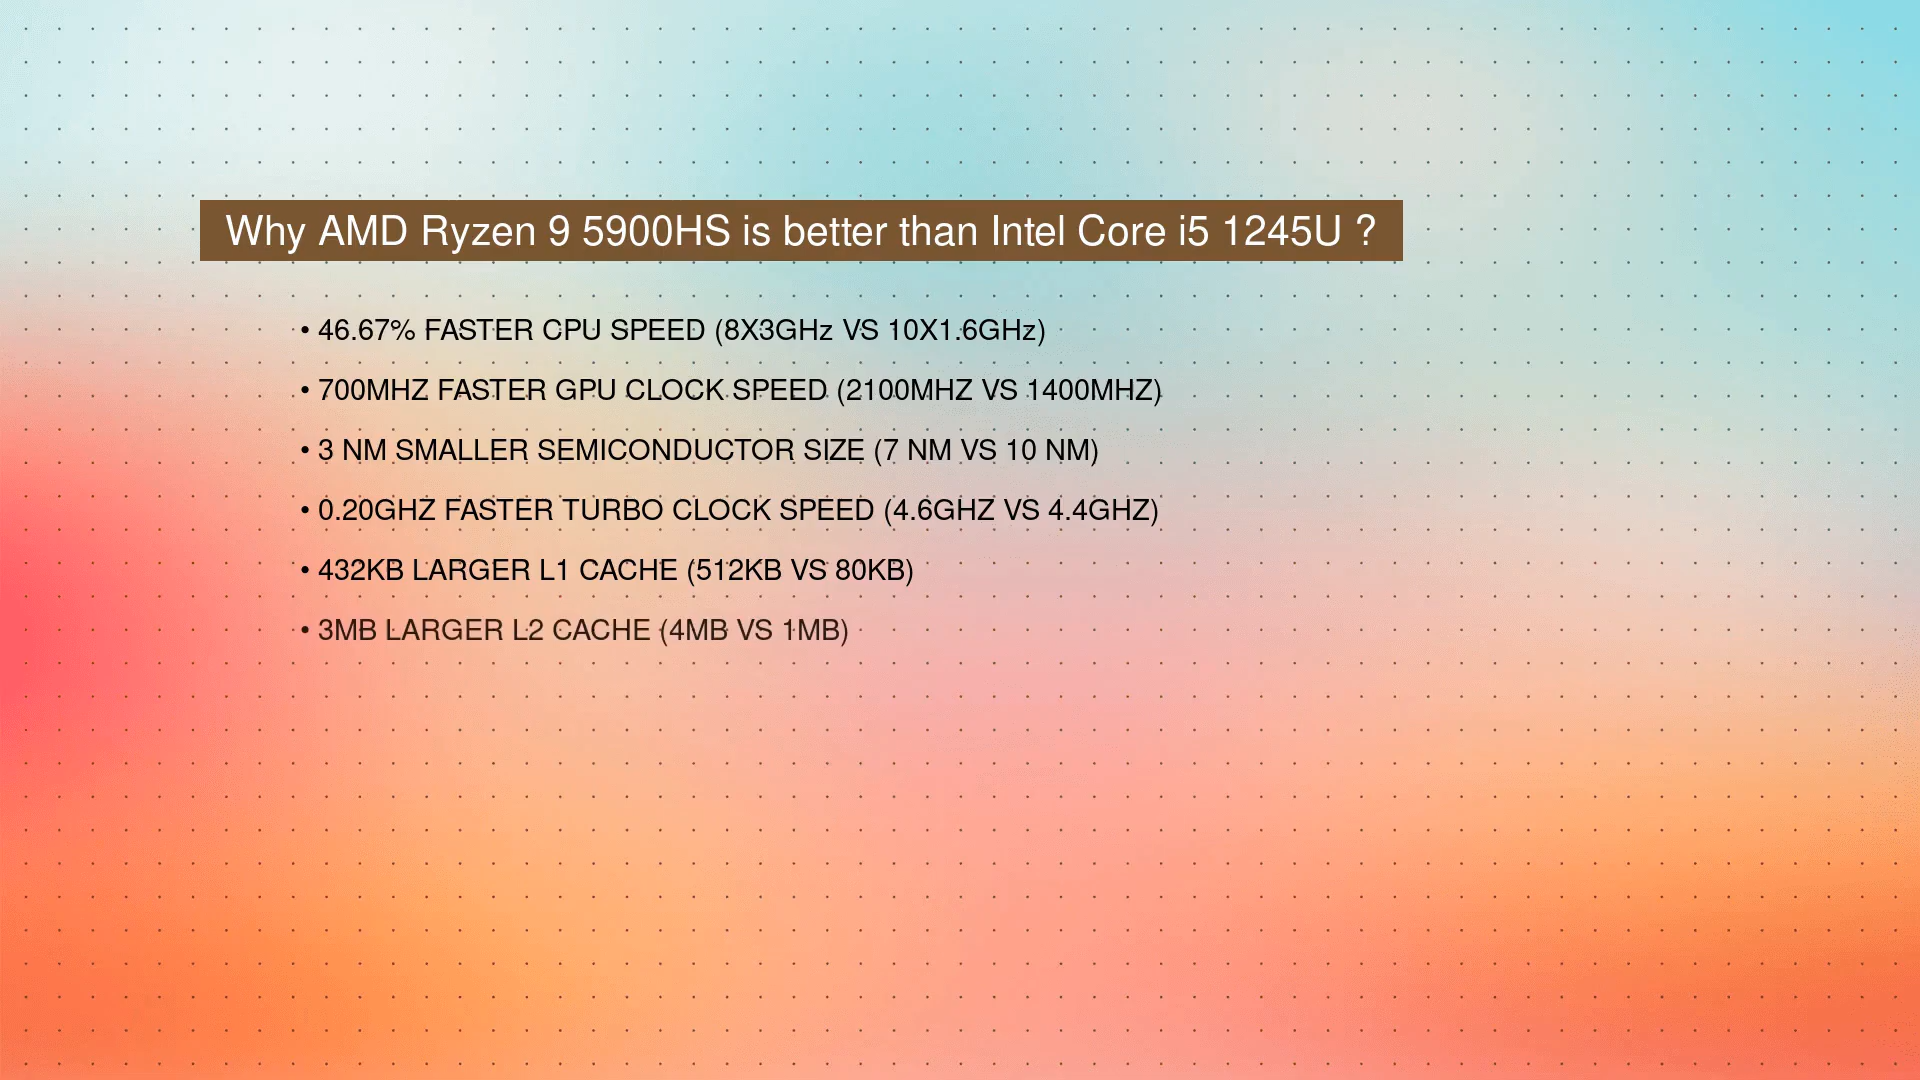 Why AMD Ryzen 9 5900HS is better than Intel Core i5 1245U ?
• 46.67% FASTER CPU SPEED (8X3GHz VS 10X1.6GHz)
• 700MHZ FASTER GPU CLOCK SPEED (2100MHZ VS 1400MHZ)
• 3 NM SMALLER SEMICONDUCTOR SIZE (7 NM VS 10 NM)
• 0.20GHZ FASTER TURBO CLOCK SPEED (4.6GHZ VS 4.4GHZ)
• 432KB LARGER L1 CACHE (512KB VS 80KB)
• 3MB LARGER L2 CACHE (4MB VS 1MB)